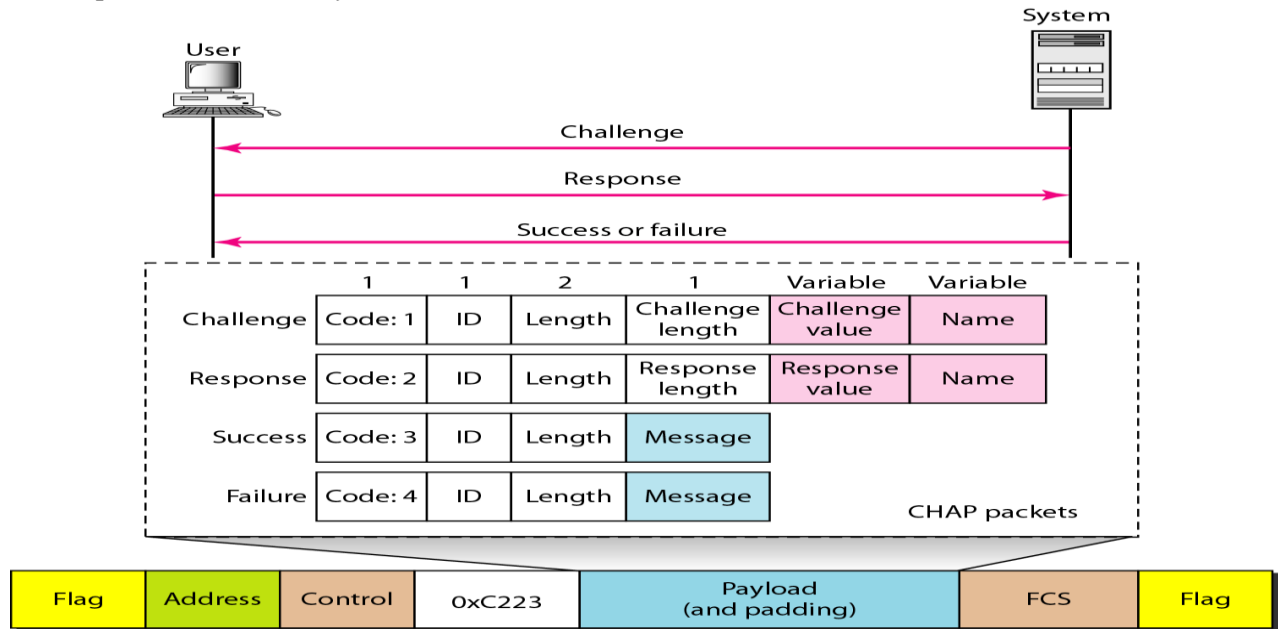 System
User
Challenge
Response
Success or failure
1 1 2 1 Variable Variable
Challenge Code: 1 ID Length Challenge length Challenge value Name
Response Code: 2 ID Length Response length Response value Name
Success Code: 3 ID Length Message
Failure Code: 4 ID Length Message
CHAP packets
Flag Address Control 0xC223 Payload (and padding) FCS Flag